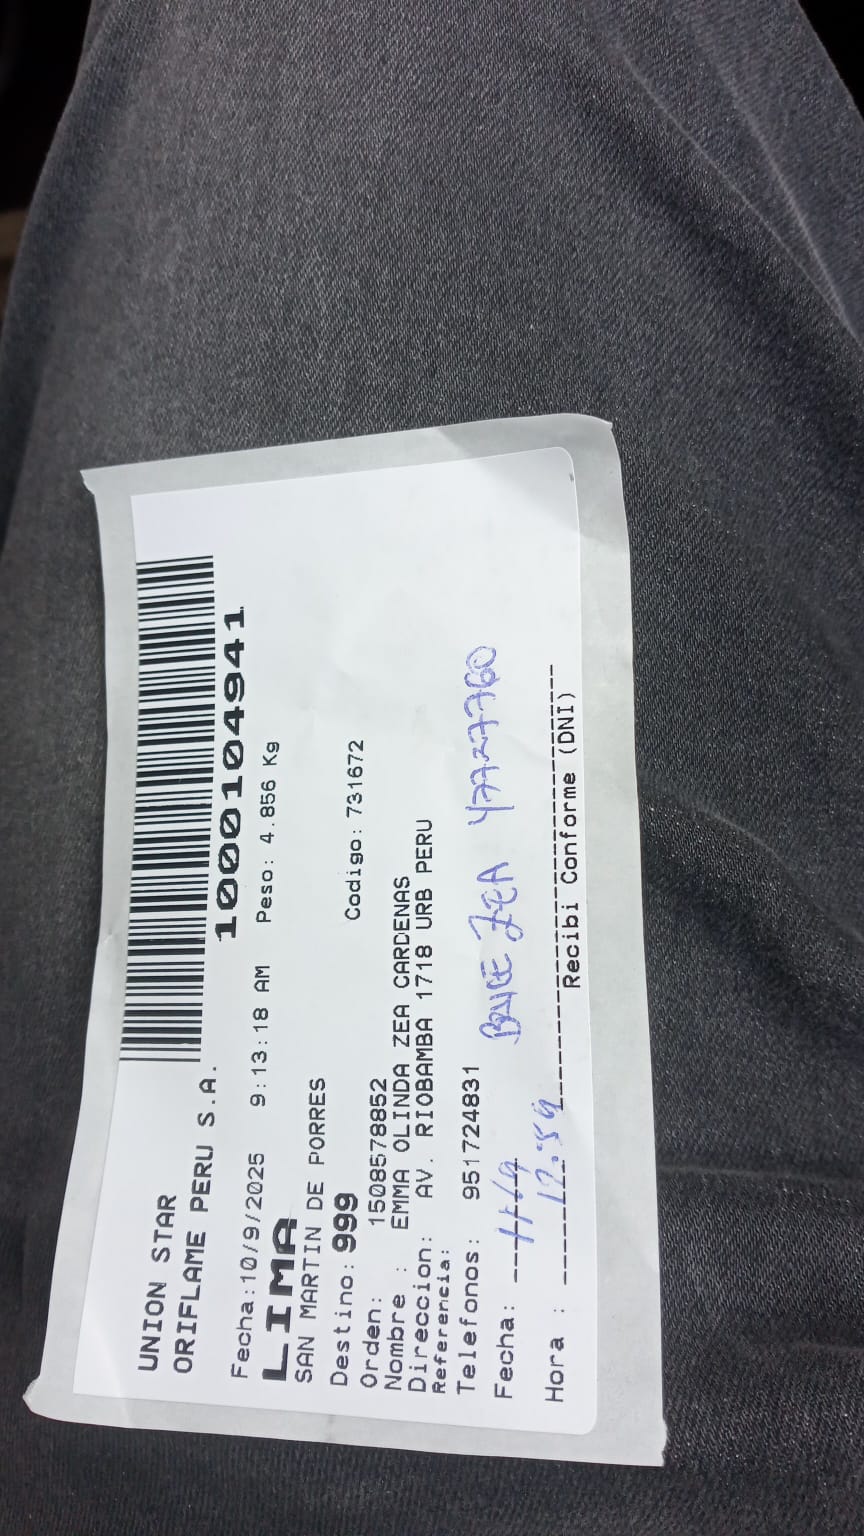 UNION STAR
ORIFLAME PERU S.A.
1000104941
Fecha:10/9/2025 9:13:18 AM Peso: 4.856 Kg
LIMA
SAN MARTIN DE PORRES
Destino: 999
Orden: 1508578852 Codigo: 731672
Nombre : EMMA OLINDA ZEA CARDENAS
Direccion: AV. RIOBAMBA 1718 URB PERU
Referencia:
Telefonos: 951724831
Fecha: BRYCE ZEA 47727760
Hora : 12:59
Recibi Conforme (DNI)